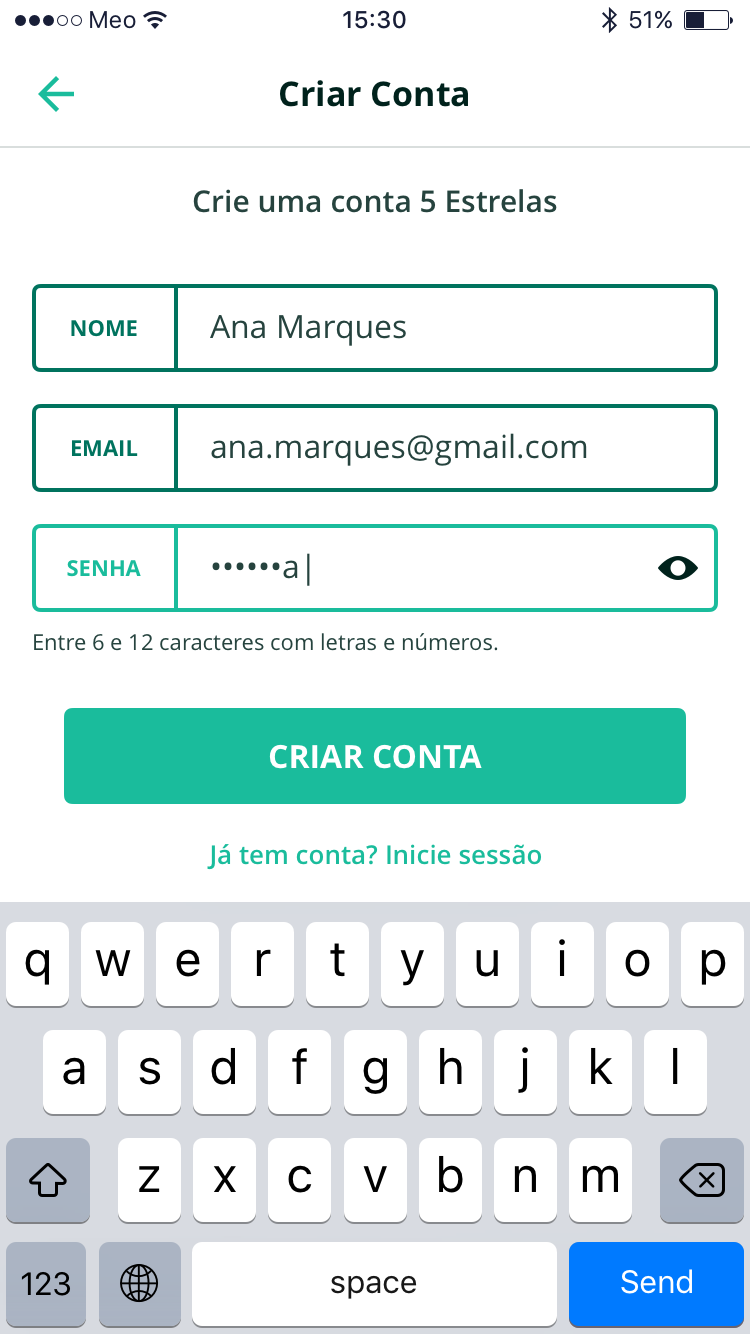 ●●●○○ Meo 15:30 51%
Criar Conta
Crie uma conta 5 Estrelas
NOME Ana Marques
EMAIL ana.marques@gmail.com
SENHA ••••••a|
Entre 6 e 12 caracteres com letras e números.
CRIAR CONTA
Já tem conta? Inicie sessão
q w e r t y u i o p
a s d f g h j k l
z x c v b n m
123 space Send